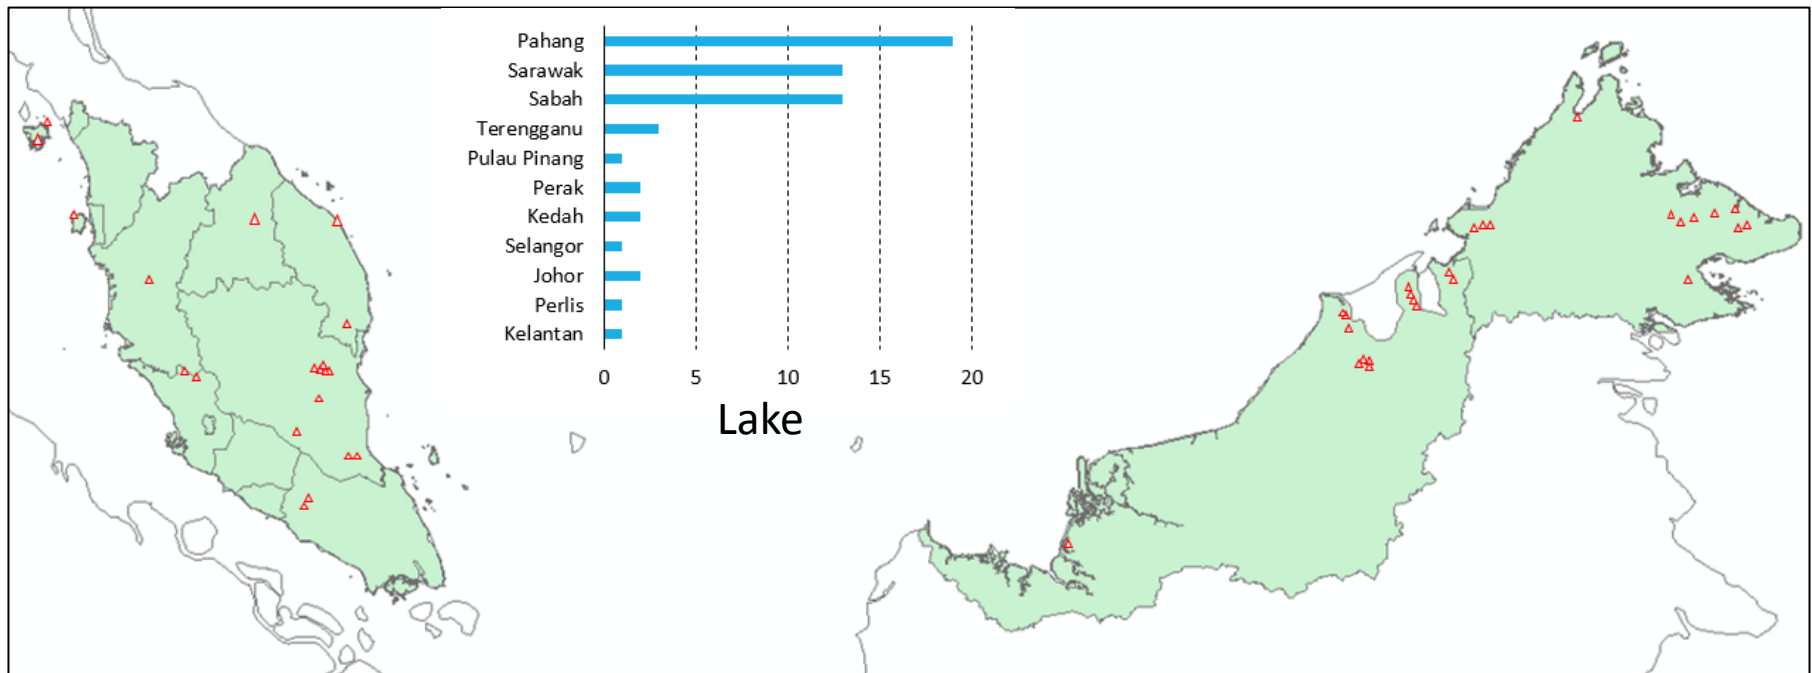 Pahang
Sarawak
Sabah
Terengganu
Pulau Pinang
Perak
Kedah
Selangor
Johor
Perlis
Kelantan
0 5 10 15 20
Lake